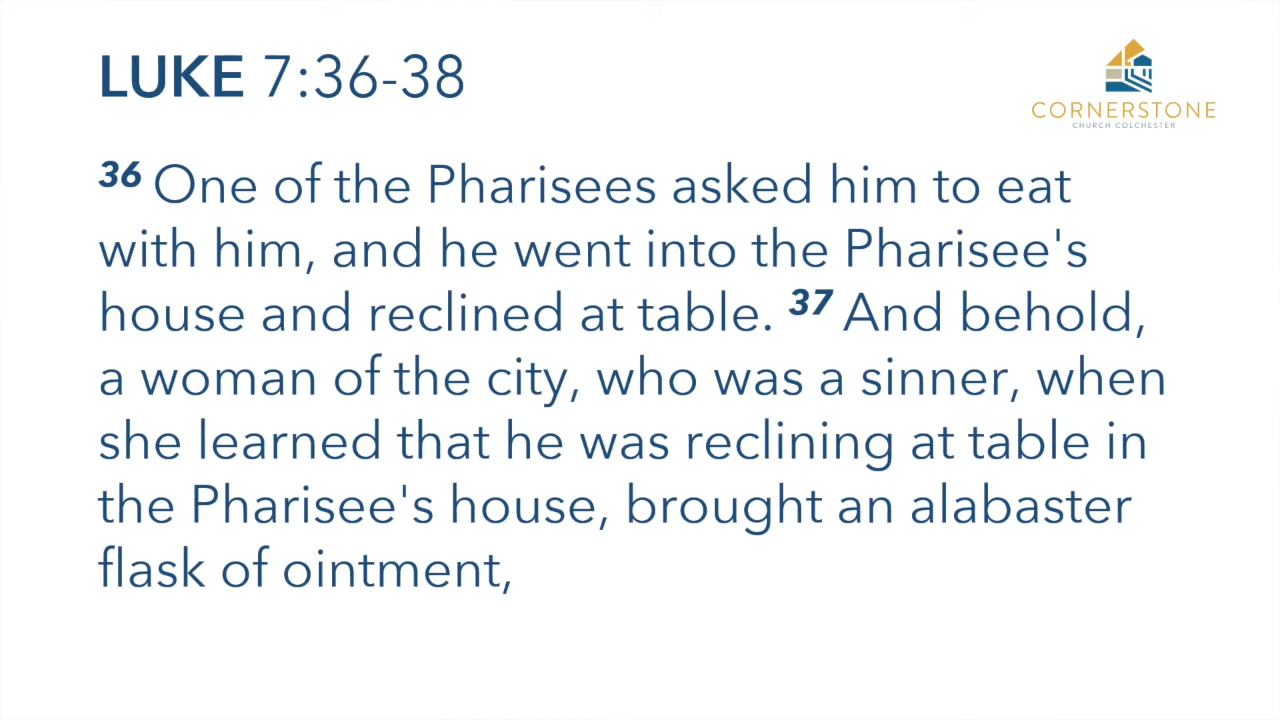 LUKE 7:36-38
CORNERSTONE
CHURCH COLCHESTER
36 One of the Pharisees asked him to eat
with him, and he went into the Pharisee's
house and reclined at table. 37 And behold,
a woman of the city, who was a sinner, when
she learned that he was reclining at table in
the Pharisee's house, brought an alabaster
flask of ointment,